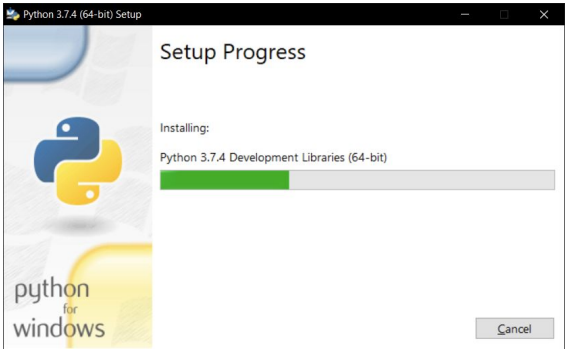 Python 3.7.4 (64-bit) Setup
Setup Progress
Installing:
Python 3.7.4 Development Libraries (64-bit)
python
for
windows
Cancel